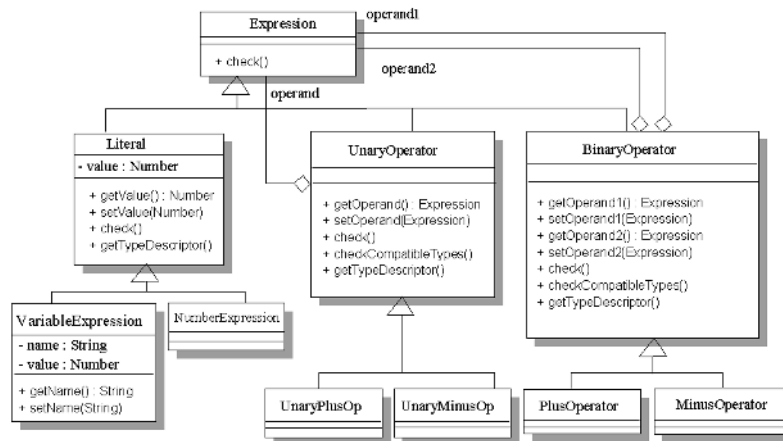 Expression
+ check()
operand1
operand2
operand
Literal
- value : Number
+ getValue() : Number
+ setValue(Number)
+ check()
+ getTypeDescriptor()
UnaryOperator
+ getOperand() : Expression
+ setOperand(Expression)
+ check()
+ checkCompatibleTypes()
+ getTypeDescriptor()
BinaryOperator
+ getOperand1() : Expression
+ setOperand1(Expression)
+ getOperand2() : Expression
+ setOperand2(Expression)
+ check()
+ checkCompatibleTypes()
+ getTypeDescriptor()
VariableExpression
- name : String
- value : Number
+ getName() : String
+ setName(String)
NumberExpression
UnaryPlusOp
UnaryMinusOp
PlusOperator
MinusOperator